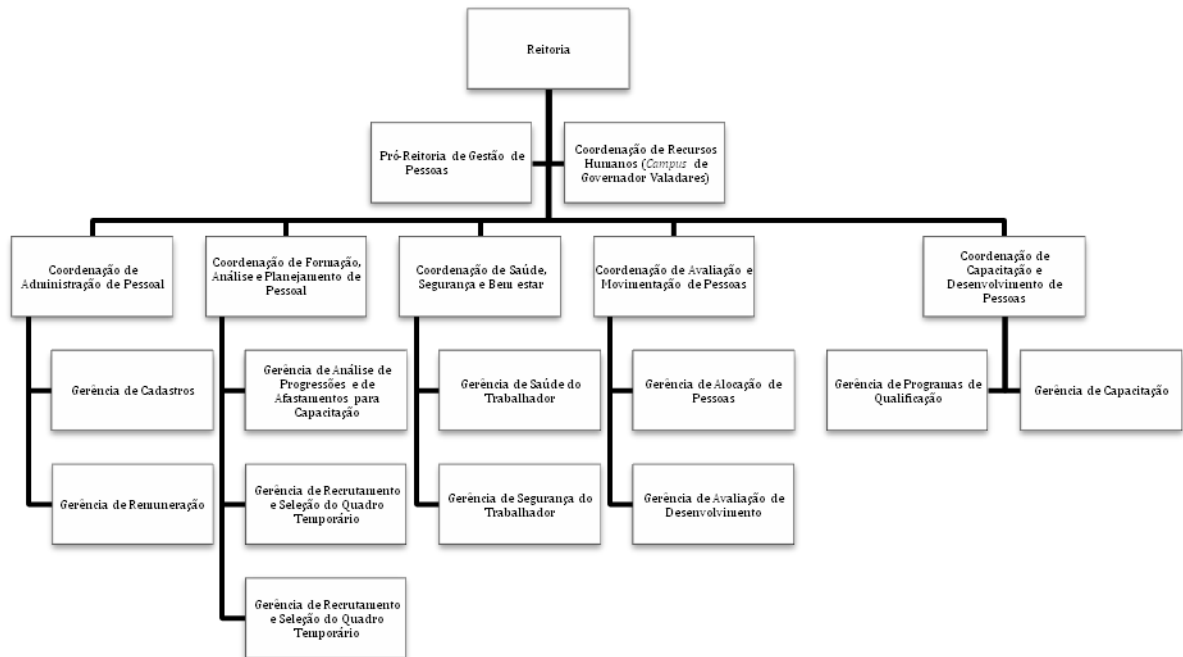 Reitoria
Pró-Reitoria de Gestão de
Pessoas
Coordenação de Recursos
Humanos (Campus de
Governador Valadares)
Coordenação de
Administração de Pessoal
Coordenação de Formação,
Análise e Planejamento de
Pessoal
Coordenação de Saúde,
Segurança e Bem estar
Coordenação de Avaliação e
Movimentação de Pessoas
Coordenação de
Capacitação e
Desenvolvimento de
Pessoas
Gerência de Cadastros
Gerência de Análise de
Progressões e de
Afastamentos para
Capacitação
Gerência de Saúde do
Trabalhador
Gerência de Alocação de
Pessoas
Gerência de Programas de
Qualificação
Gerência de Capacitação
Gerência de Remuneração
Gerência de Recrutamento
e Seleção do Quadro
Temporário
Gerência de Segurança do
Trabalhador
Gerência de Avaliação de
Desenvolvimento
Gerência de Recrutamento
e Seleção do Quadro
Temporário